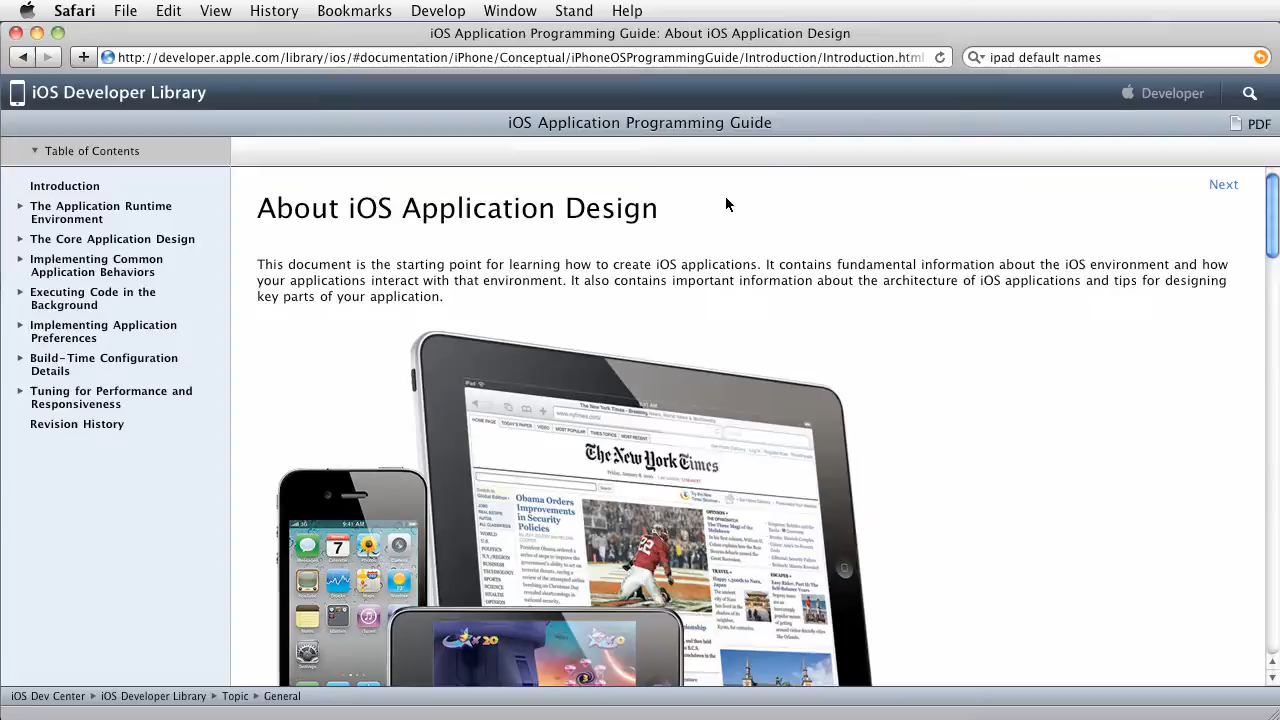 Safari File Edit View History Bookmarks Develop Window Stand Help
iOS Application Programming Guide: About iOS Application Design
http://developer.apple.com/library/ios/#documentation/iPhone/Conceptual/iPhoneOSProgrammingGuide/Introduction/Introduction.html
ipad default names
iOS Developer Library
Developer
iOS Application Programming Guide
PDF
Table of Contents
Introduction
The Application Runtime
Environment
The Core Application Design
Implementing Common
Application Behaviors
Executing Code in the
Background
Implementing Application
Preferences
Build-Time Configuration
Details
Tuning for Performance and
Responsiveness
Revision History
Next
About iOS Application Design
This document is the starting point for learning how to create iOS applications. It contains fundamental information about the iOS environment and how
your applications interact with that environment. It also contains important information about the architecture of iOS applications and tips for designing
key parts of your application.
iPad
The New York Times
Obama Orders
Improvements
in Security
Policies
9:41 AM
7
20
iOS Dev Center iOS Developer Library Topic General